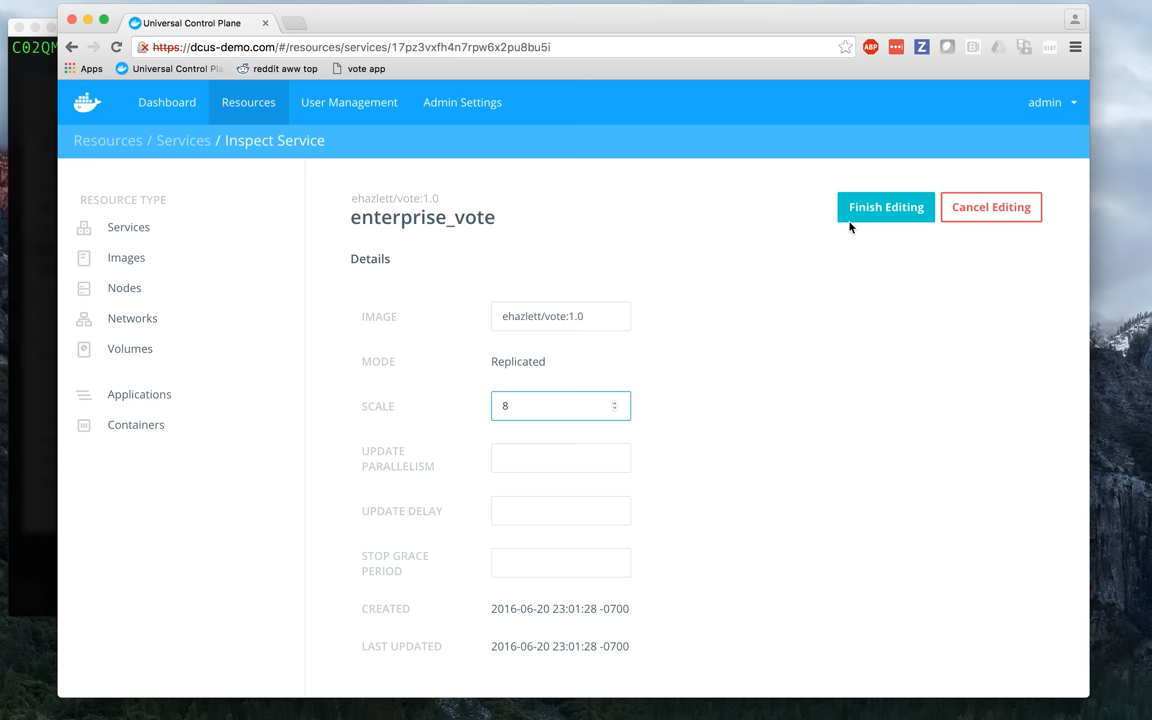 C02QM
Universal Control Plane
https://dcus-demo.com/#/resources/services/17pz3vxfh4n7rpw6x2pu8bu5i
ABP
Z
Apps
Universal Control Pla
reddit aww top
vote app
Dashboard
Resources
User Management
Admin Settings
admin
Resources / Services / Inspect Service
RESOURCE TYPE
Services
Images
Nodes
Networks
Volumes
Applications
Containers
ehazlett/vote:1.0
enterprise_vote
Finish Editing
Cancel Editing
Details
IMAGE
ehazlett/vote:1.0
MODE
Replicated
SCALE
8
UPDATE
PARALLELISM
UPDATE DELAY
STOP GRACE
PERIOD
CREATED
2016-06-20 23:01:28 -0700
LAST UPDATED
2016-06-20 23:01:28 -0700